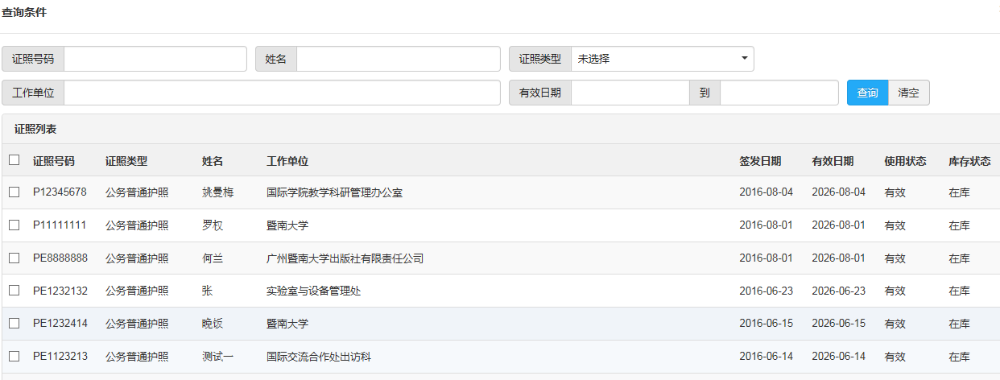 查询条件
证照号码 姓名 证照类型 未选择
工作单位 有效日期 到 查询 清空
证照列表
证照号码 证照类型 姓名 工作单位 签发日期 有效日期 使用状态 库存状态
P12345678 公务普通护照 姚曼梅 国际学院教学科研管理办公室 2016-08-04 2026-08-04 有效 在库
P11111111 公务普通护照 罗权 暨南大学 2016-08-01 2026-08-01 有效 在库
PE8888888 公务普通护照 何兰 广州暨南大学出版社有限责任公司 2016-08-01 2026-08-01 有效 在库
PE1232132 公务普通护照 张 实验室与设备管理处 2016-06-23 2026-06-23 有效 在库
PE1232414 公务普通护照 晚饭 暨南大学 2016-06-15 2026-06-15 有效 在库
PE1123213 公务普通护照 测试一 国际交流合作处出访科 2016-06-14 2026-06-14 有效 在库